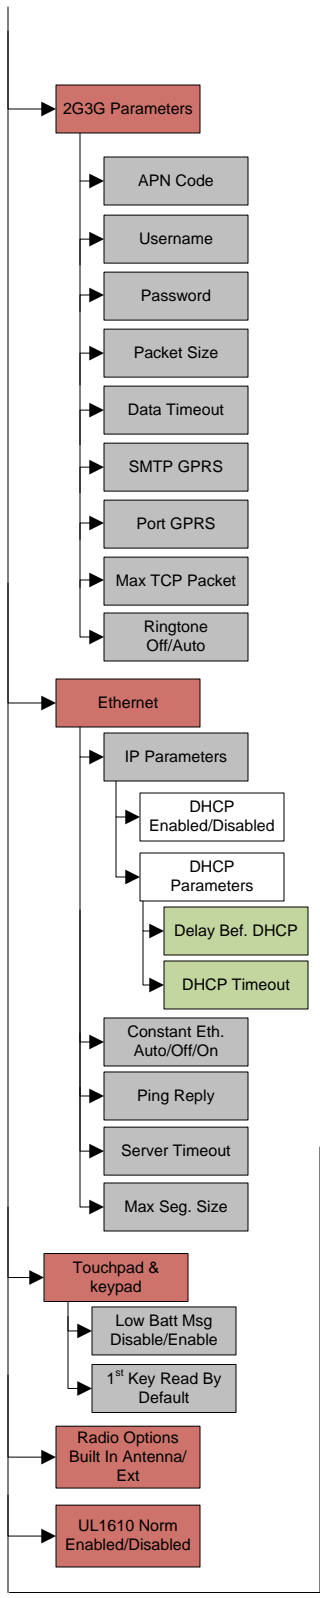 2G3G Parameters
APN Code
Username
Password
Packet Size
Data Timeout
SMTP GPRS
Port GPRS
Max TCP Packet
Ringtone
Off/Auto
Ethernet
IP Parameters
DHCP
Enabled/Disabled
DHCP
Parameters
Delay Bef. DHCP
DHCP Timeout
Constant Eth.
Auto/Off/On
Ping Reply
Server Timeout
Max Seg. Size
Touchpad &
keypad
Low Batt Msg
Disable/Enable
1st Key Read By
Default
Radio Options
Built In Antenna/
Ext
UL1610 Norm
Enabled/Disabled